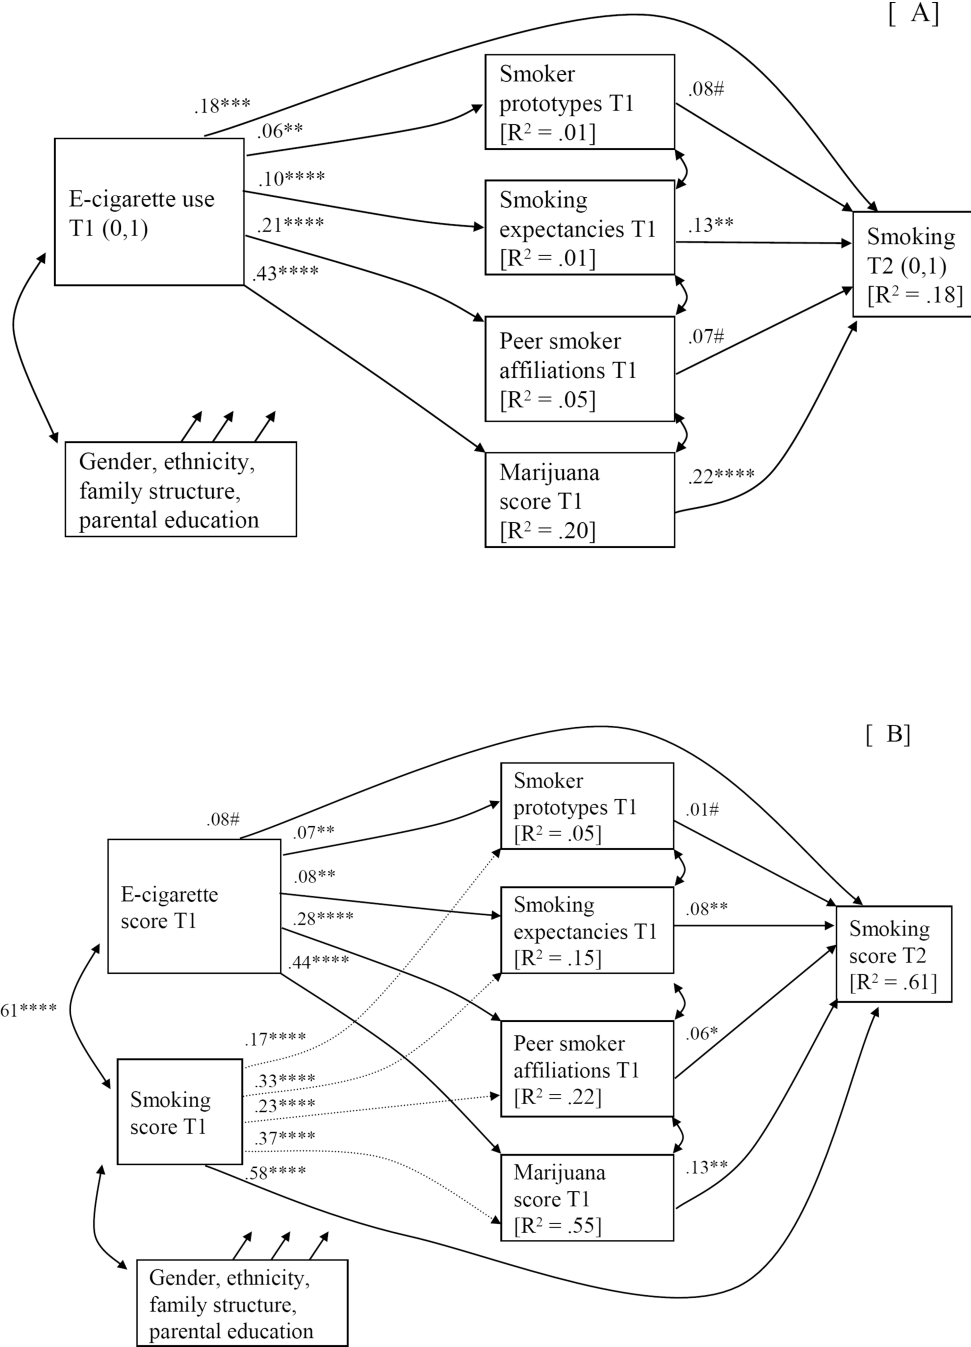 [ A]
Smoker
prototypes T1
[R² = .01]
.08#
.18***
.06**
E-cigarette use
T1 (0,1)
.10****
.21****
.43****
Smoking
expectancies T1
[R² = .01]
.13**
Smoking
T2 (0,1)
[R² = .18]
Peer smoker
affiliations T1
[R² = .05]
.07#
Gender, ethnicity,
family structure,
parental education
Marijuana
score T1
[R² = .20]
.22****
[ B]
Smoker
prototypes T1
[R² = .05]
.01#
.08#
.07**
E-cigarette
score T1
.08**
.28****
.44****
Smoking
expectancies T1
[R² = .15]
.08**
Smoking
score T2
[R² = .61]
61****
Peer smoker
affiliations T1
[R² = .22]
.06*
Smoking
score T1
.17****
.33****
.23****
.37****
.58****
Marijuana
score T1
[R² = .55]
.13**
Gender, ethnicity,
family structure,
parental education